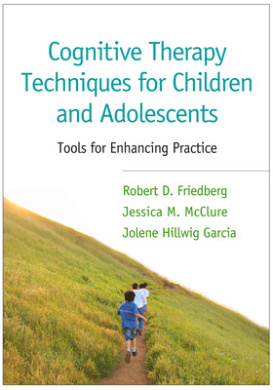 Cognitive Therapy
Techniques for Children
and Adolescents
Tools for Enhancing Practice
Robert D. Friedberg
Jessica M. McClure
Jolene Hillwig Garcia